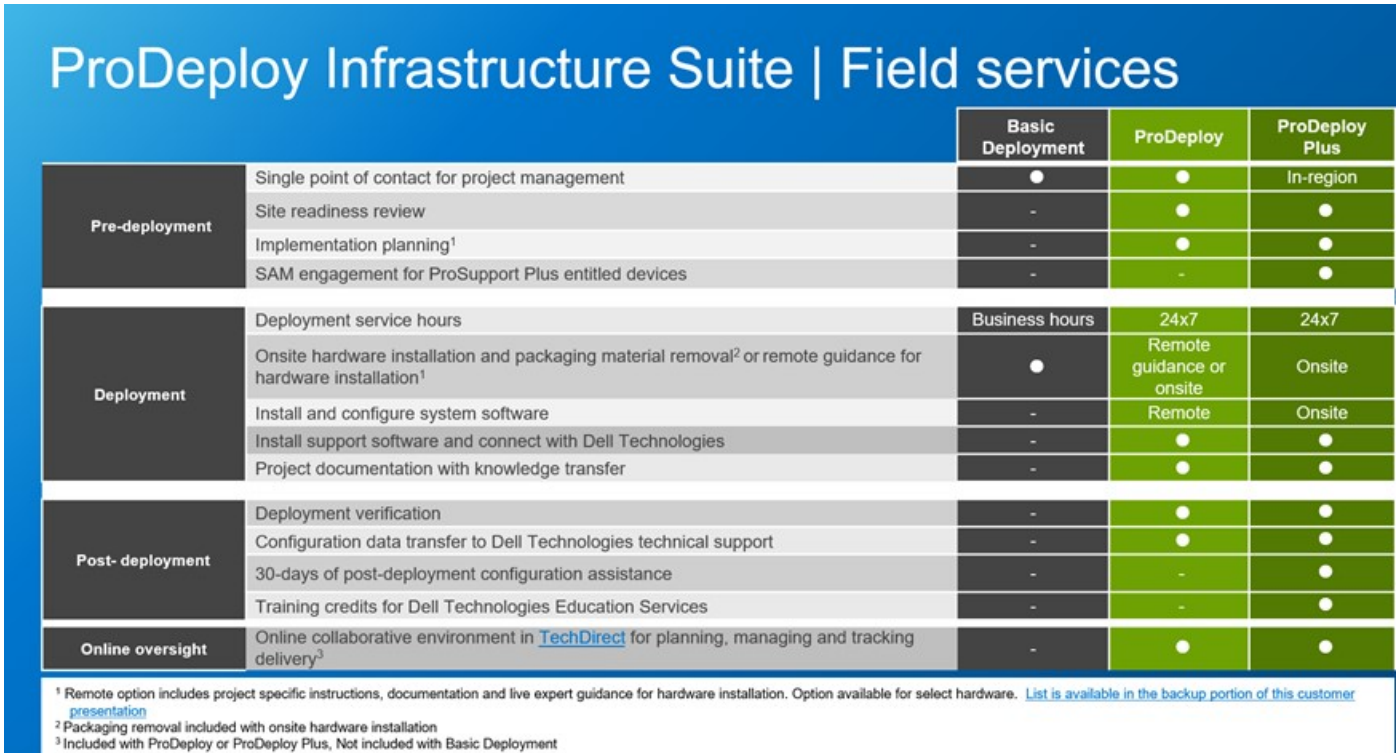 ProDeploy Infrastructure Suite | Field services
Basic
Deployment
ProDeploy
ProDeploy
Plus
Pre-deployment
Single point of contact for project management
●
●
In-region
Site readiness review
-
●
●
Implementation planning¹
-
●
●
SAM engagement for ProSupport Plus entitled devices
-
-
●
Deployment
Deployment service hours
Business hours
24x7
24x7
Onsite hardware installation and packaging material removal² or remote guidance for
hardware installation¹
●
Remote
guidance or
onsite
Onsite
Install and configure system software
-
Remote
Onsite
Install support software and connect with Dell Technologies
-
●
●
Project documentation with knowledge transfer
-
●
●
Post- deployment
Deployment verification
-
●
●
Configuration data transfer to Dell Technologies technical support
-
●
●
30-days of post-deployment configuration assistance
-
-
●
Training credits for Dell Technologies Education Services
-
-
●
Online oversight
Online collaborative environment in TechDirect for planning, managing and tracking
delivery³
-
●
●
¹ Remote option includes project specific instructions, documentation and live expert guidance for hardware installation. Option available for select hardware. List is available in the backup portion of this customer
presentation
² Packaging removal included with onsite hardware installation
³ Included with ProDeploy or ProDeploy Plus, Not included with Basic Deployment